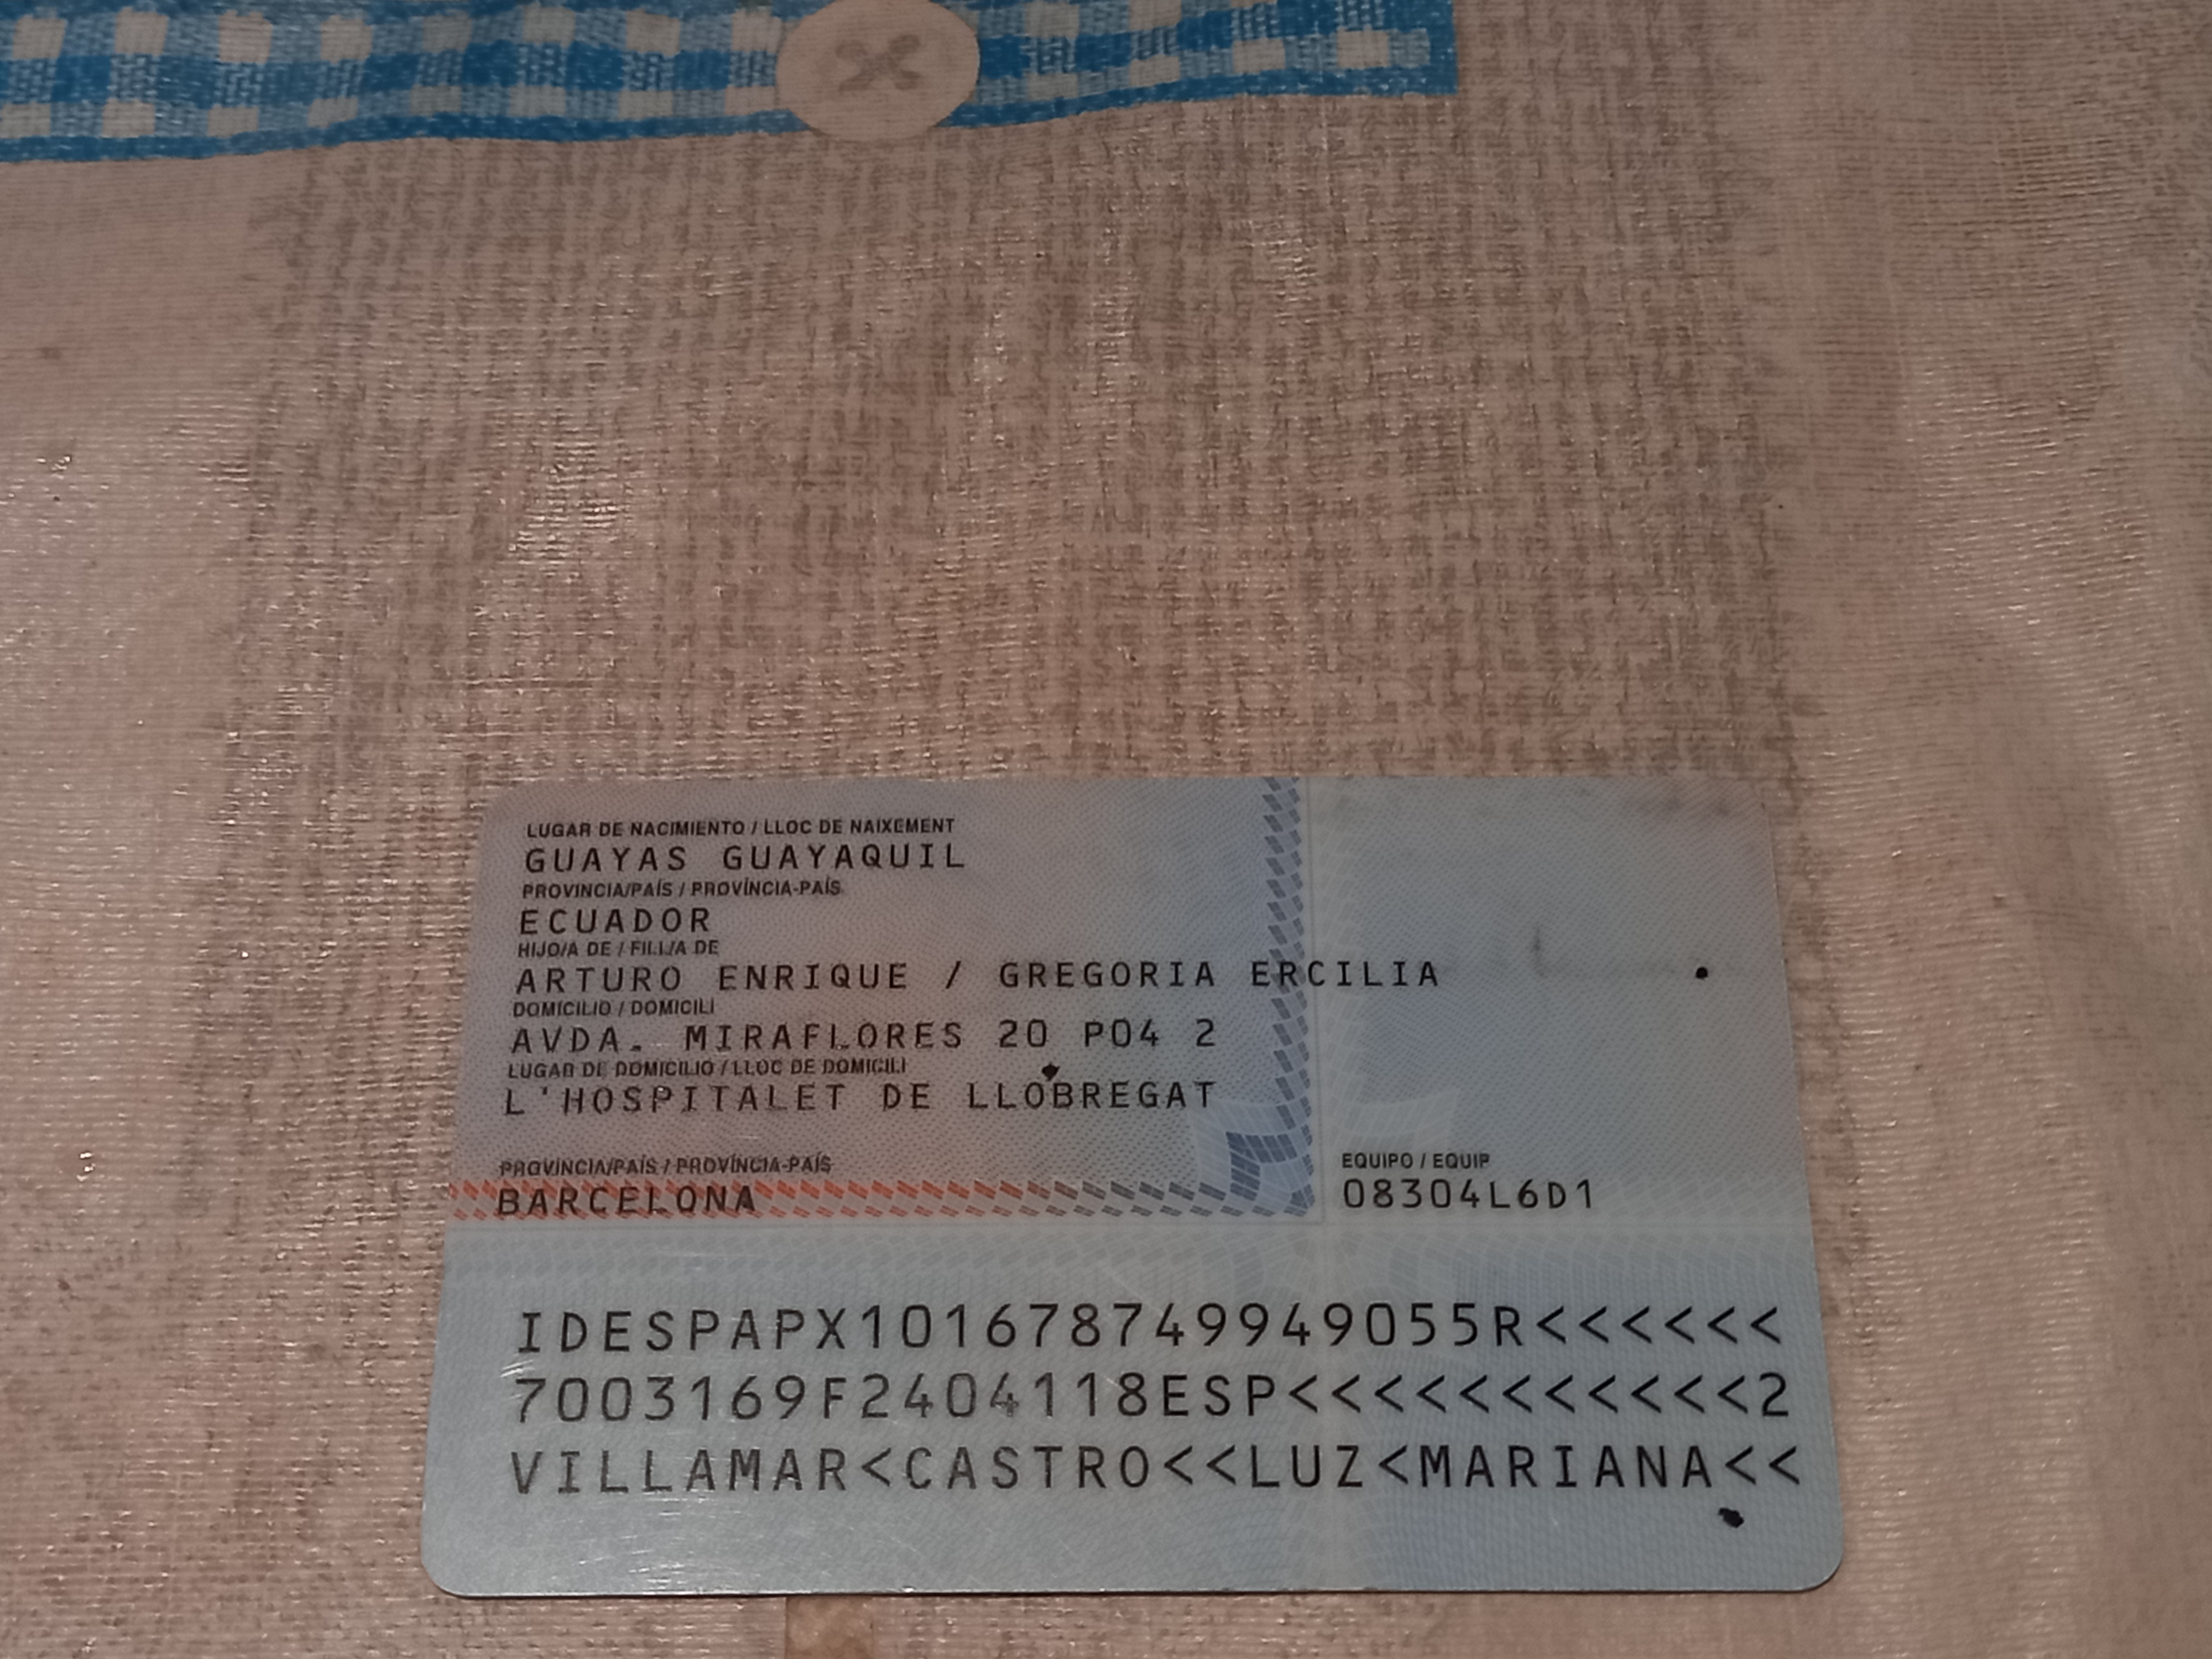 LUGAR DE NACIMIENTO / LLOC DE NAIXEMENT
GUAYAS GUAYAQUIL
PROVINCIA/PAÍS / PROVÍNCIA-PAÍS
ECUADOR
HIJO/A DE / FILL/A DE
ARTURO ENRIQUE / GREGORIA ERCILIA
DOMICILIO / DOMICILI
AVDA. MIRAFLORES 20 P04 2
LUGAR DE DOMICILIO / LLOC DE DOMICILI
L'HOSPITALET DE LLOBREGAT
PROVINCIA/PAÍS / PROVÍNCIA-PAÍS
BARCELONA
EQUIPO / EQUIP
08304L6D1
IDESPAPX101678749949055R<<<<<<
7003169F2404118ESP<<<<<<<<<<<2
VILLAMAR<CASTRO<<LUZ<MARIANA<<